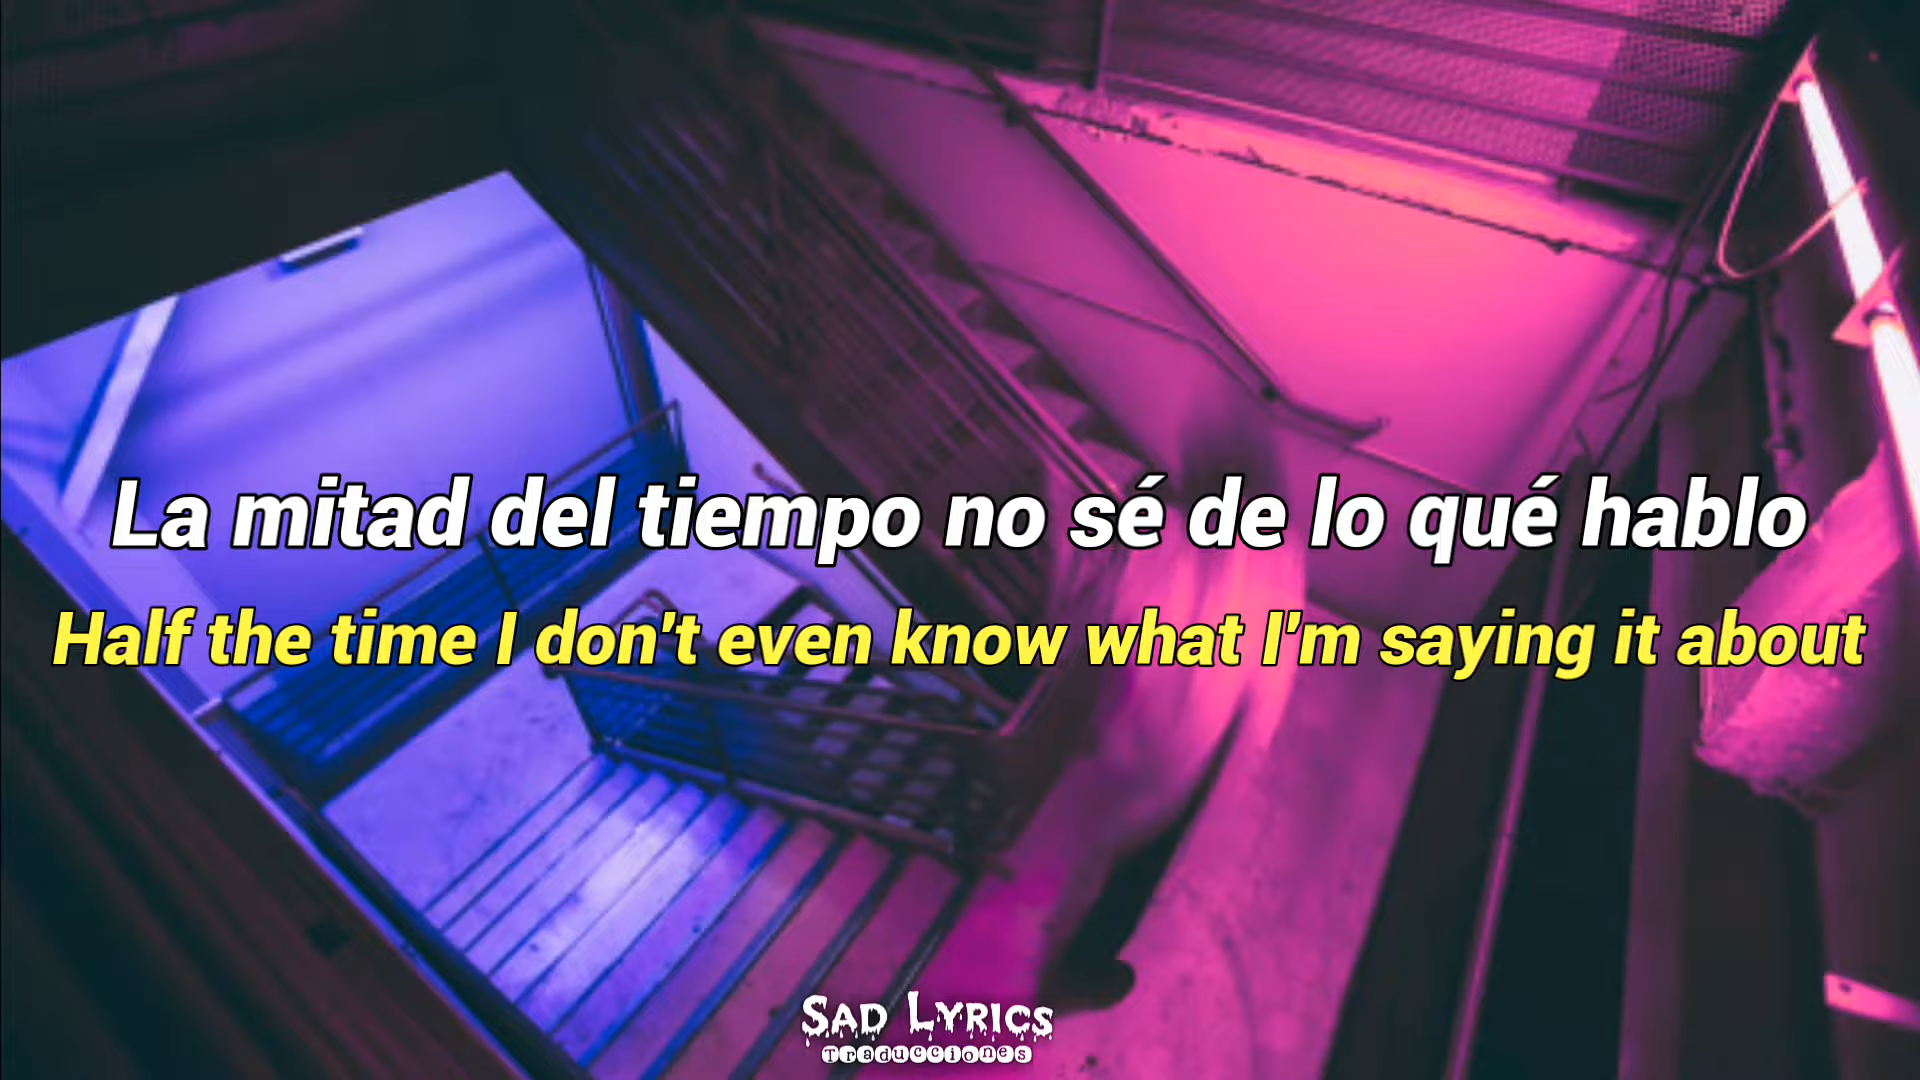 La mitad del tiempo no sé de lo qué hablo
Half the time I don't even know what I'm saying it about
Sad Lyrics
Traducciones